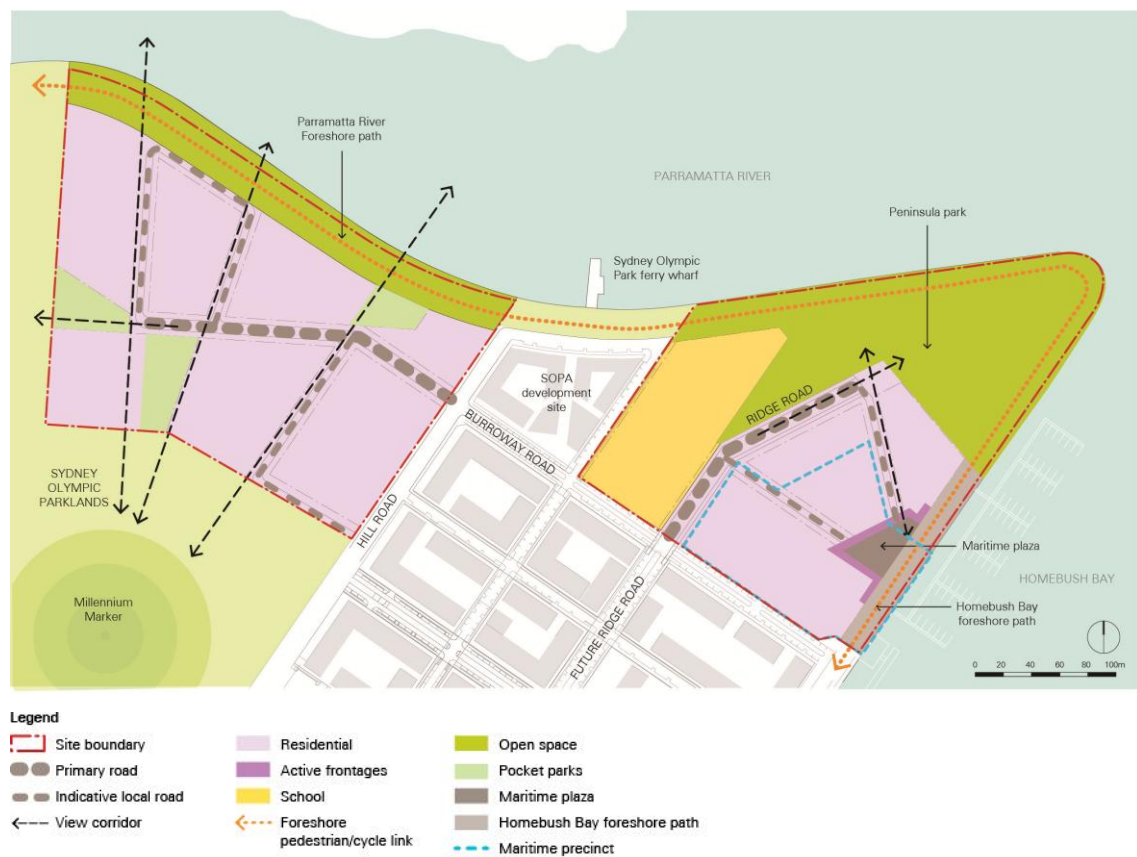 Parramatta River
Foreshore path
PARRAMATTA RIVER
Peninsula park
Sydney Olympic
Park ferry wharf
SOPA
development
site
RIDGE ROAD
BURROWAY ROAD
SYDNEY
OLYMPIC
PARKLANDS
HILL ROAD
Maritime plaza
HOMEBUSH BAY
Millennium
Marker
FUTURE RIDGE ROAD
Homebush Bay
foreshore path
0 20 40 60 80 100m
Legend
Site boundary
Primary road
Indicative local road
View corridor
Residential
Active frontages
School
Foreshore
pedestrian/cycle link
Open space
Pocket parks
Maritime plaza
Homebush Bay foreshore path
Maritime precinct